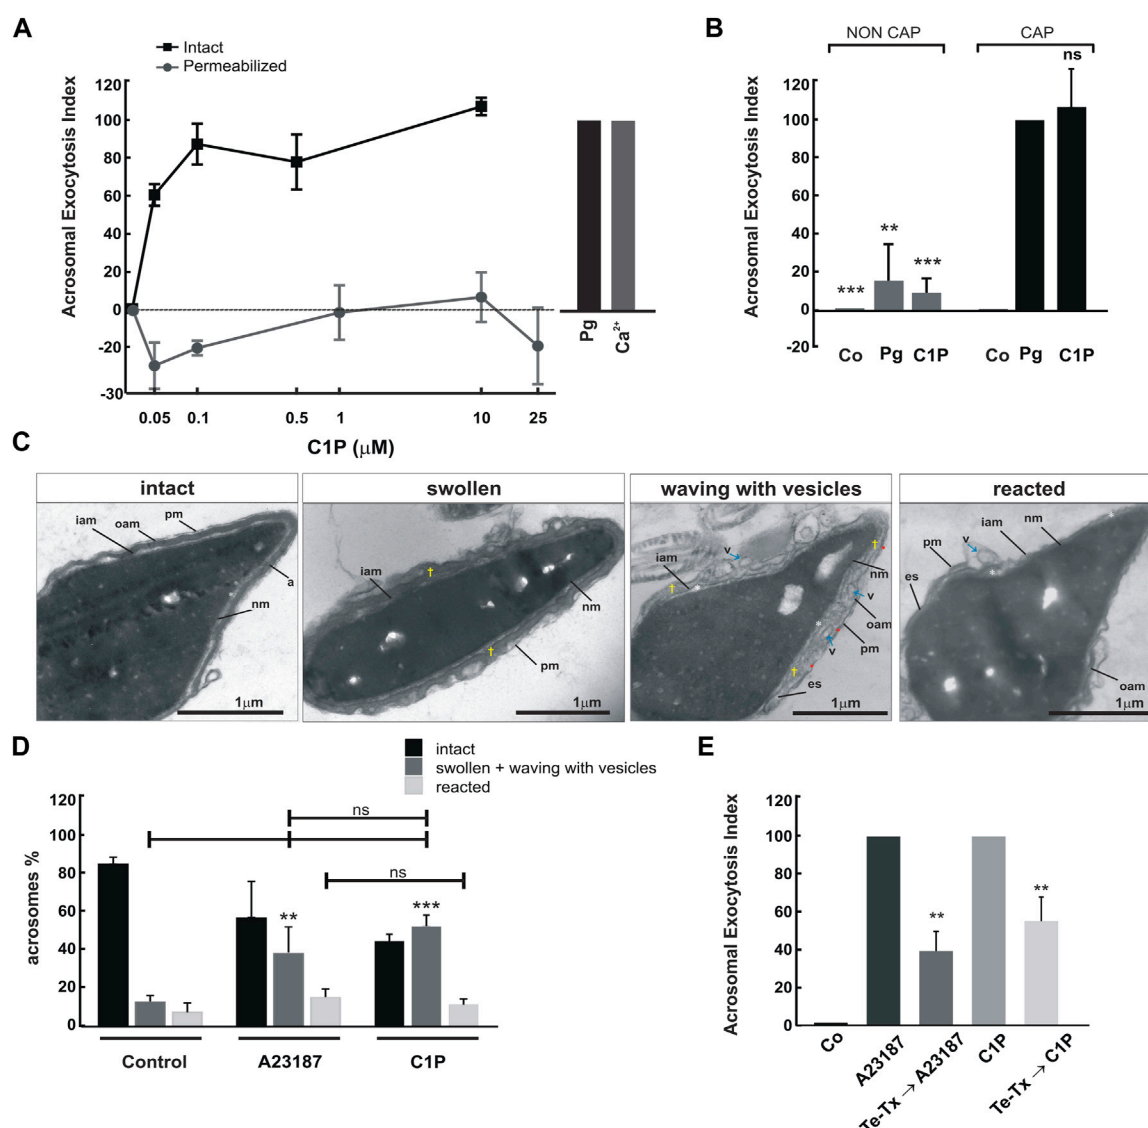 A
Intact
Permeabilized
Acrosomal Exocytosis Index
120
100
80
60
40
20
0
-20
-30
0.05 0.1 0.5 1 10 25
C1P (μM)
Pg
Ca²⁺
B
NON CAP CAP
ns
Acrosomal Exocytosis Index
120
100
80
60
40
20
0
-20
***
**
***
Co Pg C1P Co Pg C1P
C
intact swollen waving with vesicles reacted
iam oam pm a nm
1μm
iam † nm † pm
1μm
iam v † nm † * v oam * v pm † es
1μm
es pm v iam nm * oam
1μm
D
intact
swollen + waving with vesicles
reacted
acrosomes %
120
100
80
60
40
20
0
ns
ns
** ***
Control A23187 C1P
E
Acrosomal Exocytosis Index
120
100
80
60
40
20
0
** **
Co
A23187
Te-Tx → A23187
C1P
Te-Tx → C1P